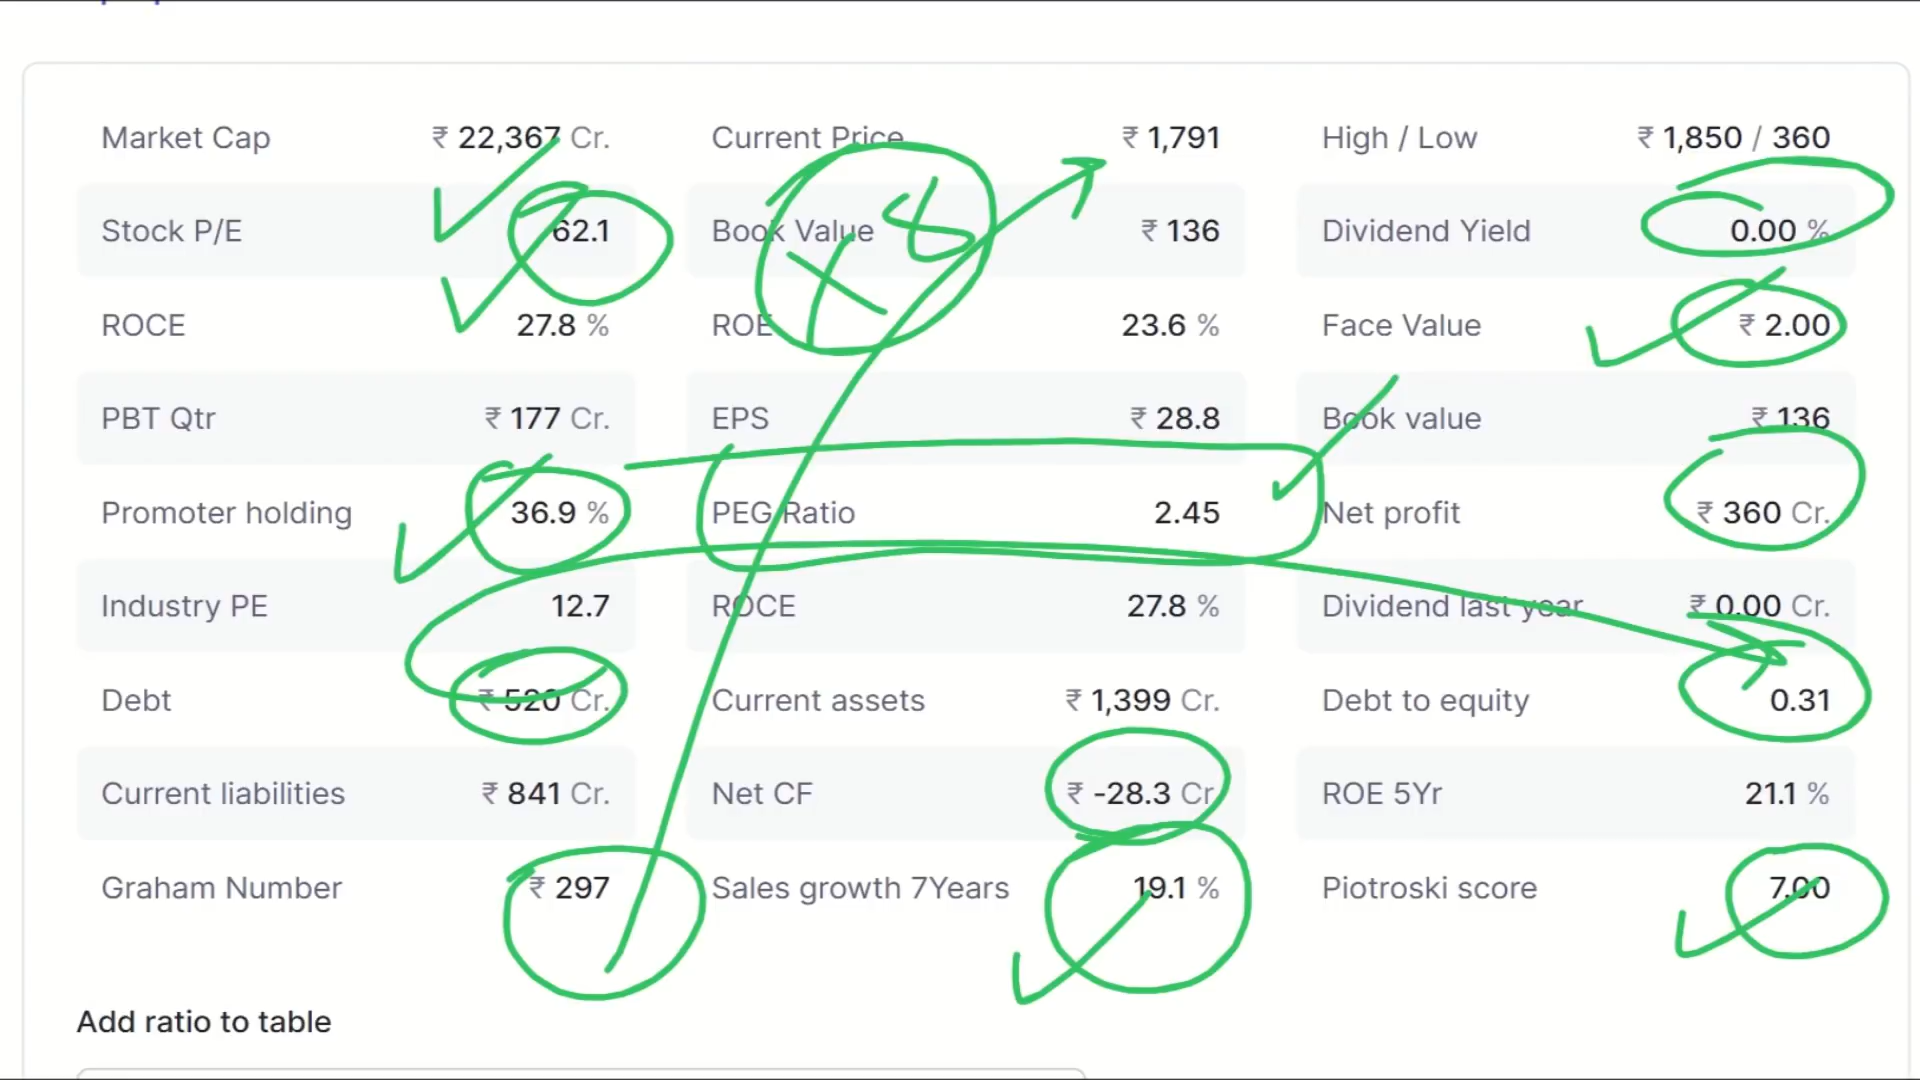 Market Cap ₹ 22,367 Cr. Current Price ₹ 1,791 High / Low ₹ 1,850 / 360
Stock P/E 62.1 Book Value ₹ 136 Dividend Yield 0.00 %
8
ROCE 27.8 % ROE 23.6 % Face Value ₹ 2.00
PBT Qtr ₹ 177 Cr. EPS ₹ 28.8 Book value ₹ 136
Promoter holding 36.9 % PEG Ratio 2.45 Net profit ₹ 360 Cr.
Industry PE 12.7 ROCE 27.8 % Dividend last year ₹ 0.00 Cr.
Debt ₹ 520 Cr. Current assets ₹ 1,399 Cr. Debt to equity 0.31
Current liabilities ₹ 841 Cr. Net CF ₹ -28.3 Cr. ROE 5Yr 21.1 %
Graham Number ₹ 297 Sales growth 7Years 19.1 % Piotroski score 7.00
Add ratio to table